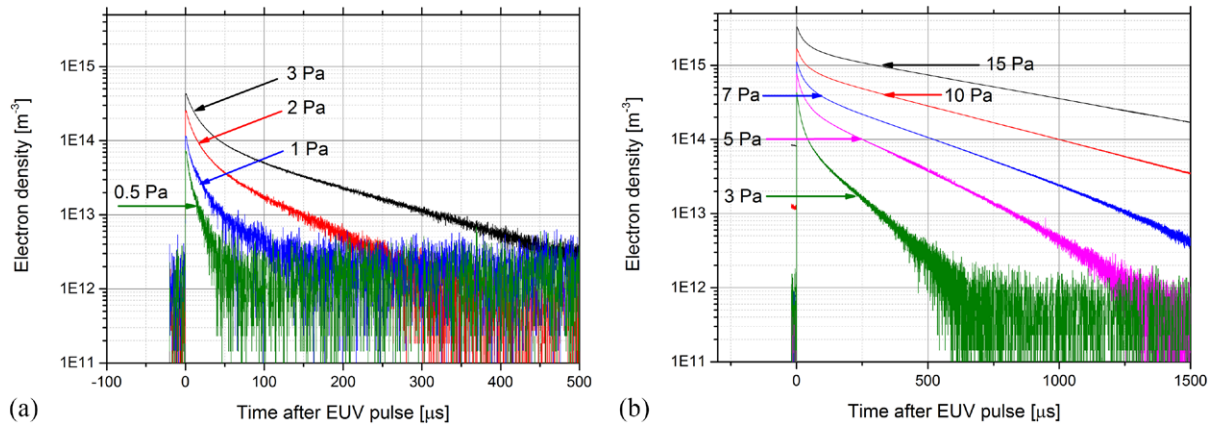 1E15
1E14
1E13
1E12
1E11
Electron density [m⁻³]
3 Pa
2 Pa
1 Pa
0.5 Pa
-100 0 100 200 300 400 500
(a) Time after EUV pulse [μs]
1E15
1E14
1E13
1E12
1E11
Electron density [m⁻³]
15 Pa
10 Pa
7 Pa
5 Pa
3 Pa
0 500 1000 1500
(b) Time after EUV pulse [μs]